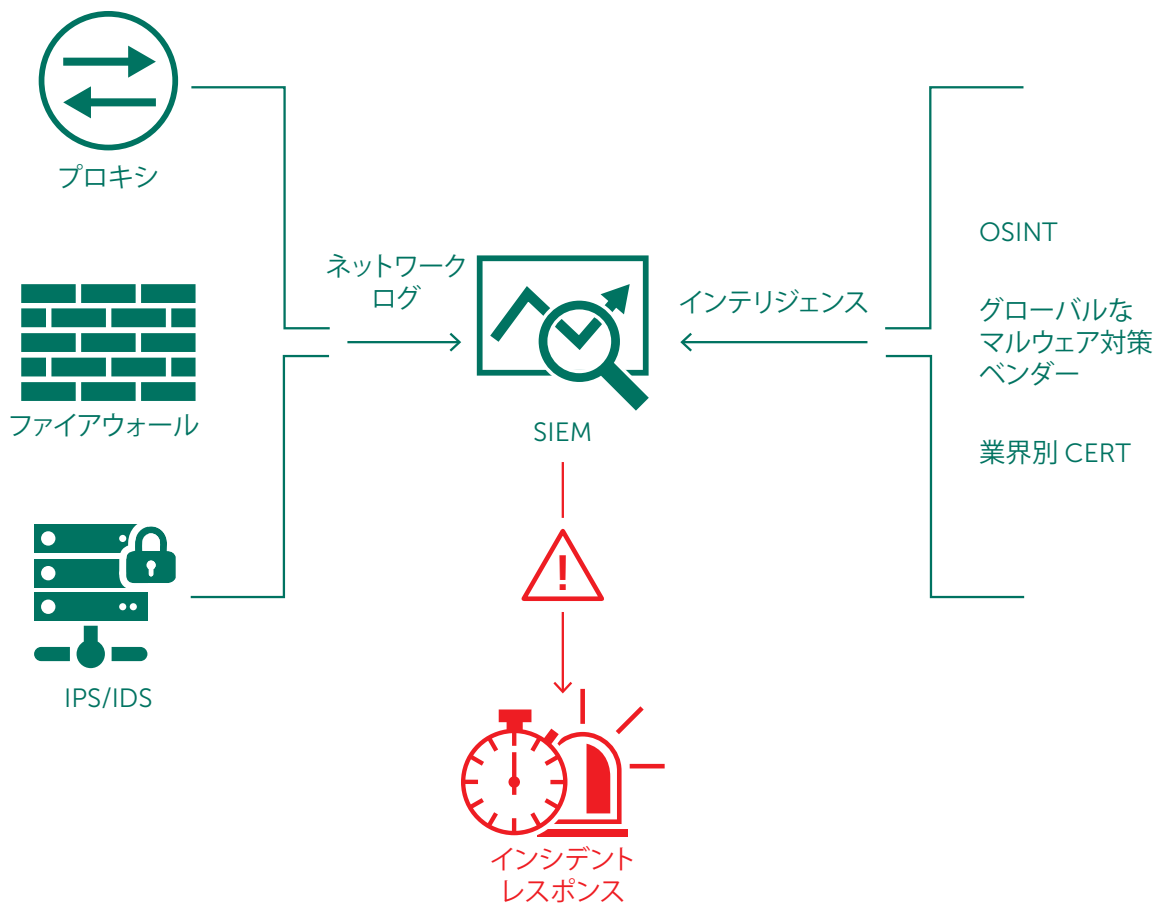 プロキシ
ファイアウォール
IPS/IDS
ネットワーク
ログ
SIEM
インテリジェンス
OSINT
グローバルな
マルウェア対策
ベンダー
業界別 CERT
!
インシデント
レスポンス